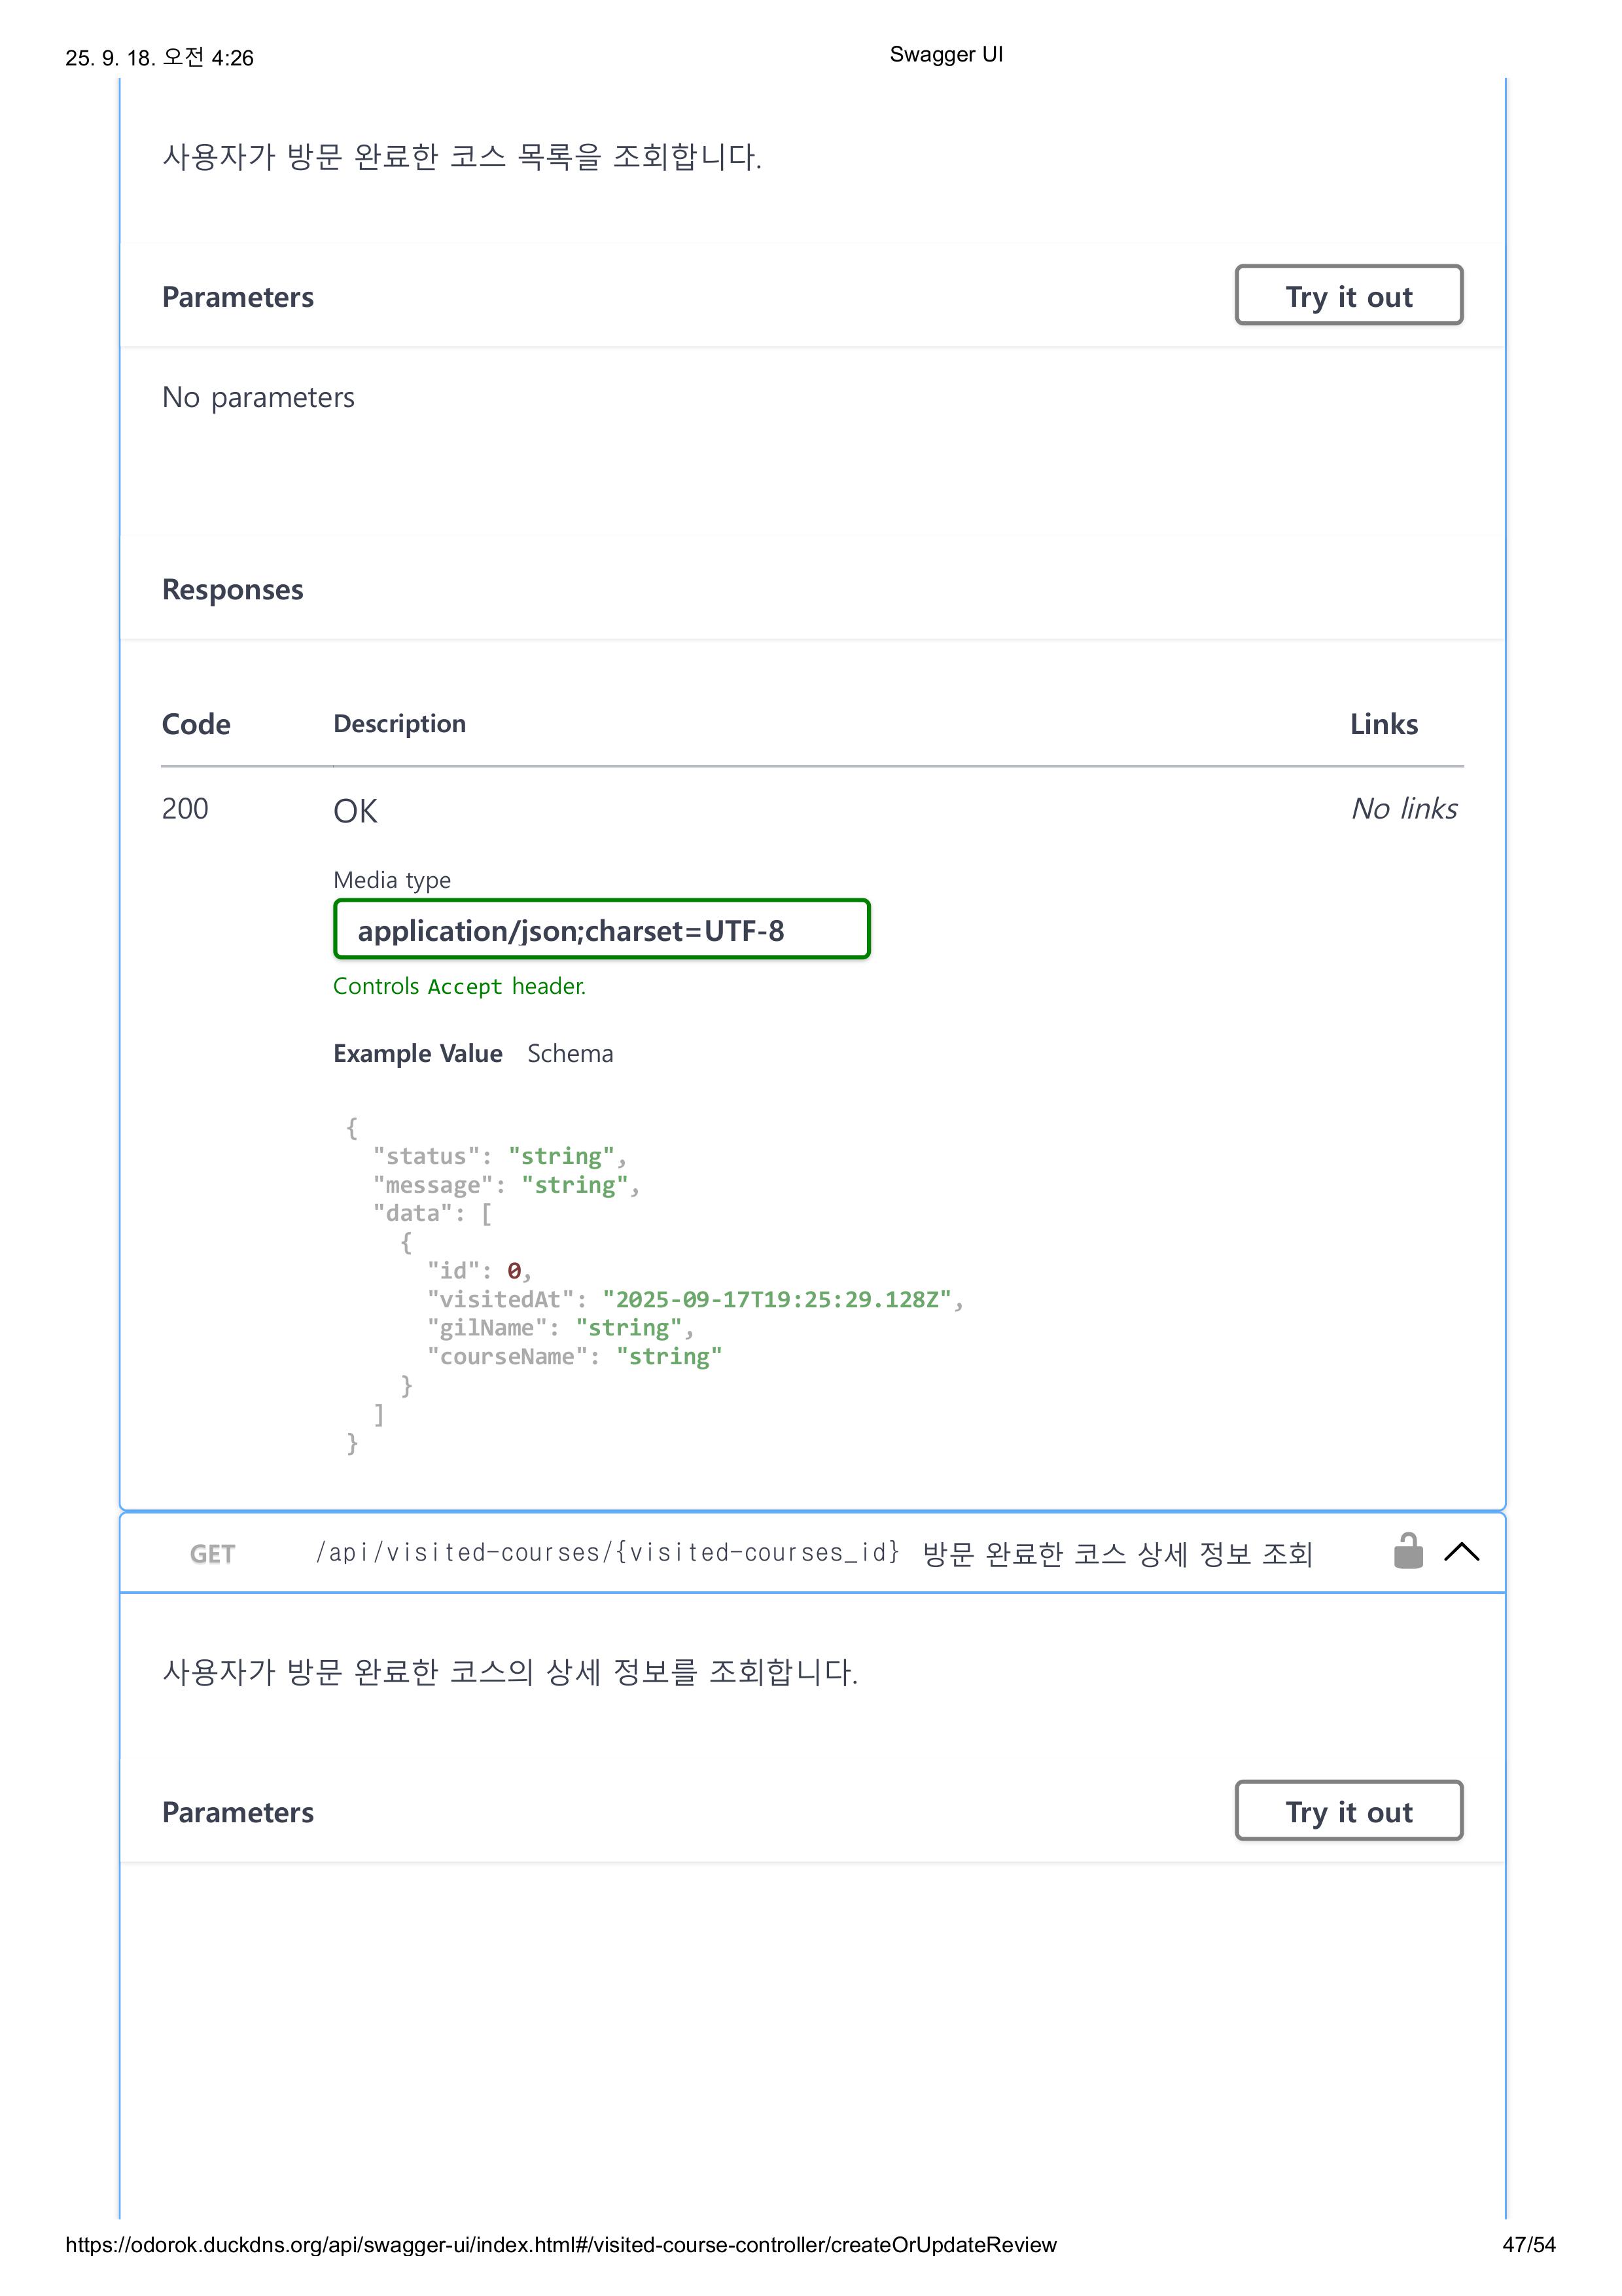 25. 9. 18. 오전 4:26
Swagger UI
사용자가 방문 완료한 코스 목록을 조회합니다.
Parameters
Try it out
No parameters
Responses
Code Description Links
200 OK No links
Media type
application/json;charset=UTF-8
Controls Accept header.
Example Value Schema
{
  "status": "string",
  "message": "string",
  "data": [
    {
      "id": 0,
      "visitedAt": "2025-09-17T19:25:29.128Z",
      "gilName": "string",
      "courseName": "string"
    }
  ]
}
GET /api/visited-courses/{visited-courses_id} 방문 완료한 코스 상세 정보 조회
사용자가 방문 완료한 코스의 상세 정보를 조회합니다.
Parameters
Try it out
https://odorok.duckdns.org/api/swagger-ui/index.html#/visited-course-controller/createOrUpdateReview
47/54